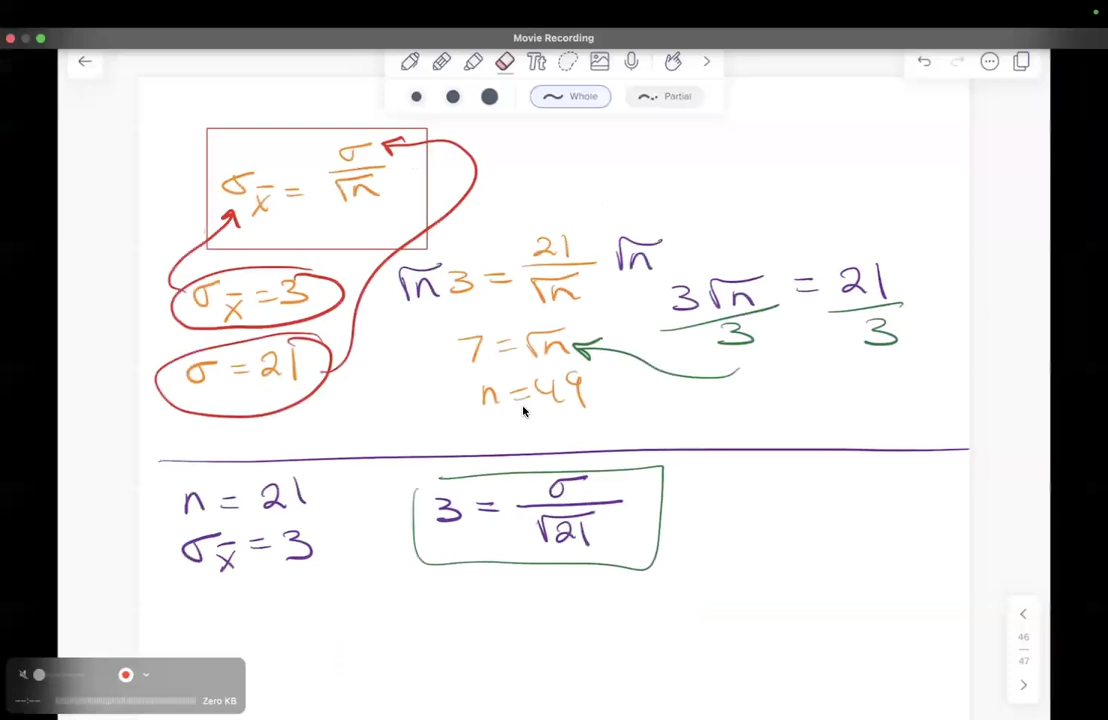 Movie Recording
Tt
Whole
Partial
σx̄ = σ/√n
σx̄ = 3
σ = 21
√n 3 = 21/√n √n
3√n/3 = 21/3
7 = √n
n = 49
n = 21
σx̄ = 3
3 = σ/√21
46
47
--:--
Zero KB